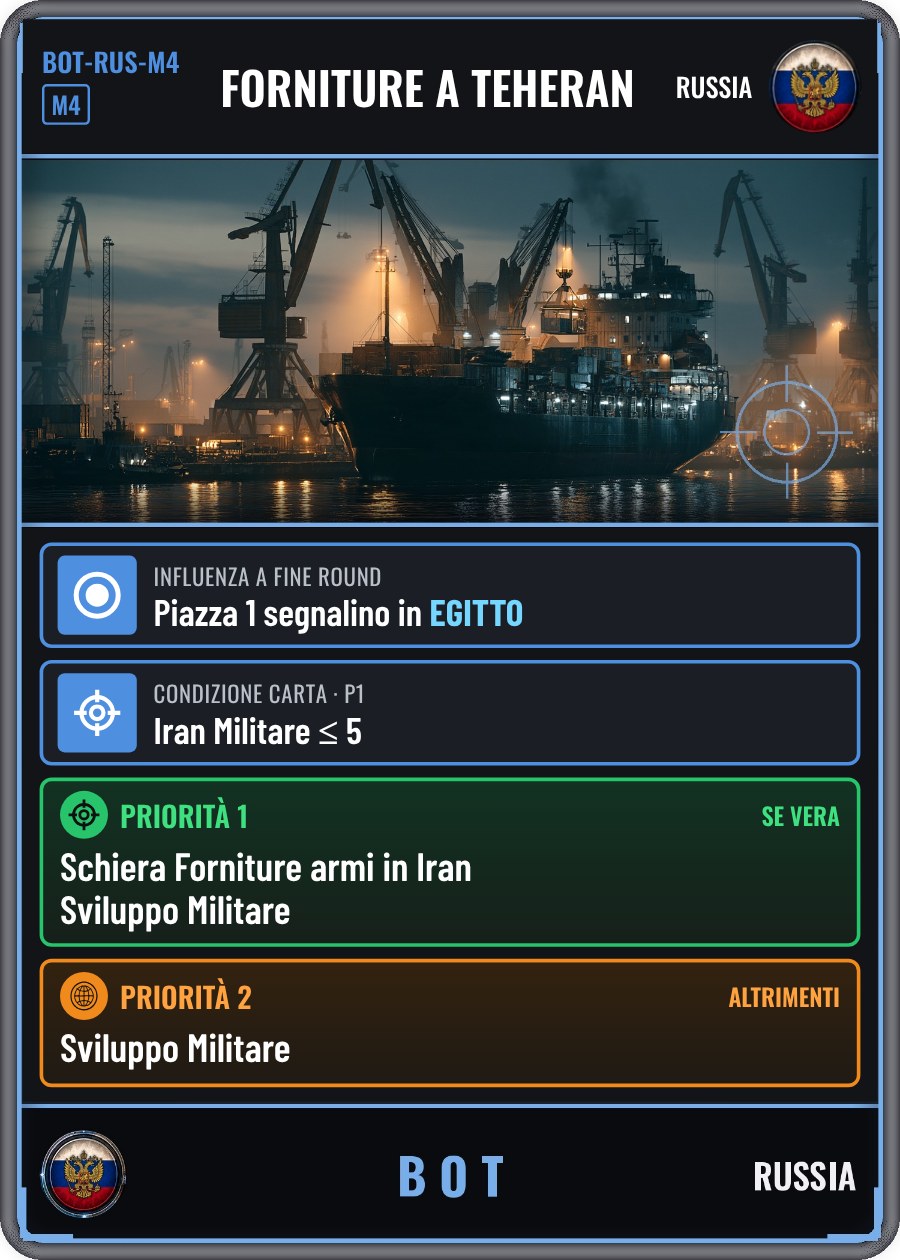 BOT-RUS-M4
M4
FORNITURE A TEHERAN
RUSSIA
INFLUENZA A FINE ROUND
Piazza 1 segnalino in EGITTO
CONDIZIONE CARTA · P1
Iran Militare ≤ 5
PRIORITÀ 1
SE VERA
Schiera Forniture armi in Iran
Sviluppo Militare
PRIORITÀ 2
ALTRIMENTI
Sviluppo Militare
BOT
RUSSIA